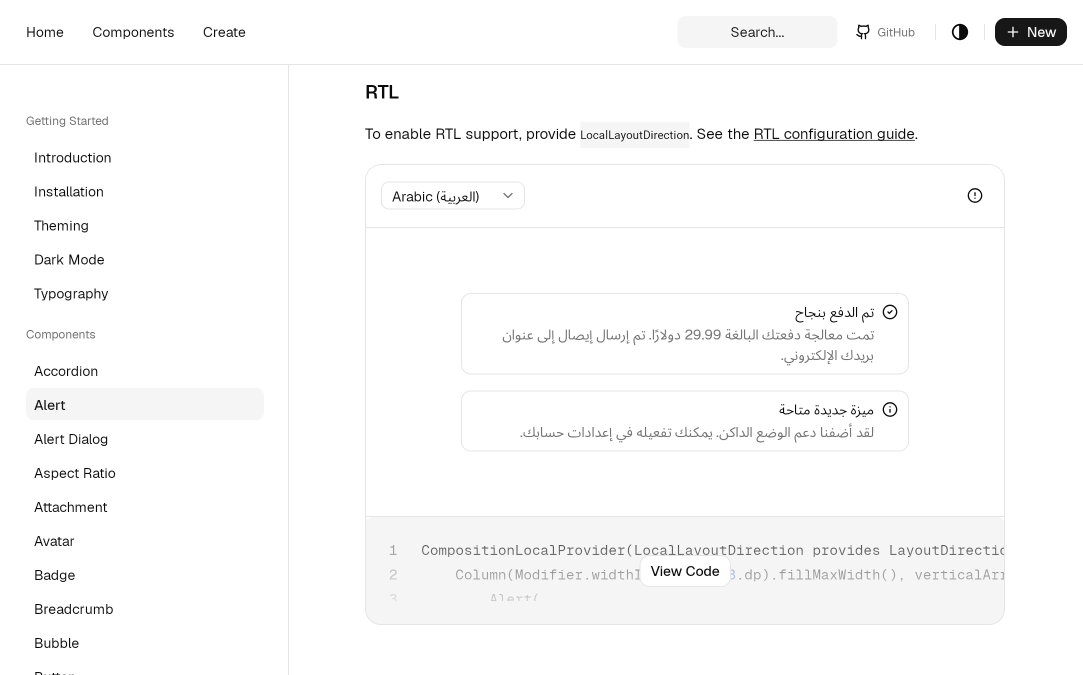 Home Components Create Search... GitHub New
Getting Started
Introduction
Installation
Theming
Dark Mode
Typography
Components
Accordion
Alert
Alert Dialog
Aspect Ratio
Attachment
Avatar
Badge
Breadcrumb
Bubble
RTL
To enable RTL support, provide LocalLayoutDirection. See the RTL configuration guide.
Arabic (العربية)
تم الدفع بنجاح
تمت معالجة دفعتك البالغة 29.99 دولارًا. تم إرسال إيصال إلى عنوان
بريدك الإلكتروني.
ميزة جديدة متاحة
لقد أضفنا دعم الوضع الداكن. يمكنك تفعيله في إعدادات حسابك.
1 CompositionLocalProvider(LocalLayoutDirection provides LayoutDirectio
2 Column(Modifier.width .dp).fillMaxWidth(), verticalArr
View Code
3 Alert(